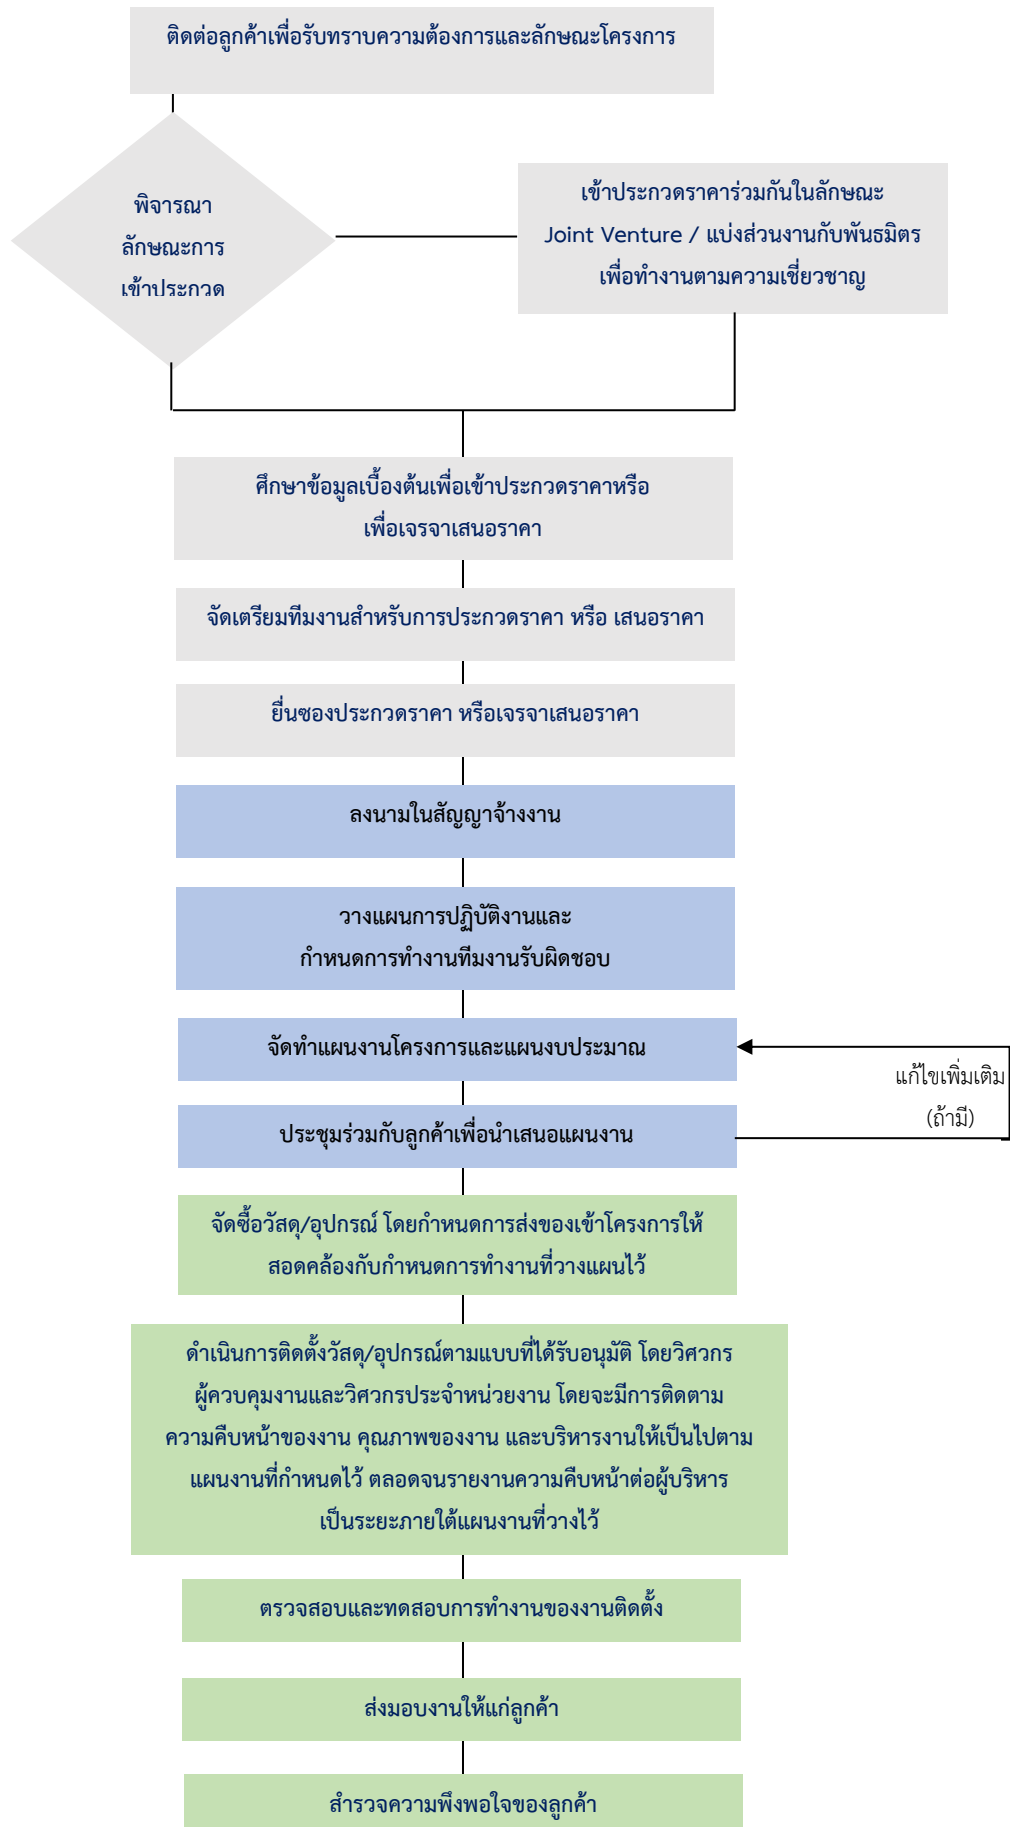 ติดต่อลูกค้าเพื่อรับทราบความต้องการและลักษณะโครงการ
พิจารณา
ลักษณะการ
เข้าประกวด
เข้าประกวดราคาร่วมกันในลักษณะ
Joint Venture / แบ่งส่วนงานกับพันธมิตร
เพื่อทำงานตามความเชี่ยวชาญ
ศึกษาข้อมูลเบื้องต้นเพื่อเข้าประกวดราคาหรือ
เพื่อเจรจาเสนอราคา
จัดเตรียมทีมงานสำหรับการประกวดราคา หรือ เสนอราคา
ยื่นซองประกวดราคา หรือเจรจาเสนอราคา
ลงนามในสัญญาจ้างงาน
วางแผนการปฏิบัติงานและ
กำหนดการทำงานทีมงานรับผิดชอบ
จัดทำแผนงานโครงการและแผนงบประมาณ
แก้ไขเพิ่มเติม
(ถ้ามี)
ประชุมร่วมกับลูกค้าเพื่อนำเสนอแผนงาน
จัดซื้อวัสดุ/อุปกรณ์ โดยกำหนดการส่งของเข้าโครงการให้
สอดคล้องกับกำหนดการทำงานที่วางแผนไว้
ดำเนินการติดตั้งวัสดุ/อุปกรณ์ตามแบบที่ได้รับอนุมัติ โดยวิศวกร
ผู้ควบคุมงานและวิศวกรประจำหน่วยงาน โดยจะมีการติดตาม
ความคืบหน้าของงาน คุณภาพของงาน และบริหารงานให้เป็นไปตาม
แผนงานที่กำหนดไว้ ตลอดจนรายงานความคืบหน้าต่อผู้บริหาร
เป็นระยะภายใต้แผนงานที่วางไว้
ตรวจสอบและทดสอบการทำงานของงานติดตั้ง
ส่งมอบงานให้แก่ลูกค้า
สำรวจความพึงพอใจของลูกค้า